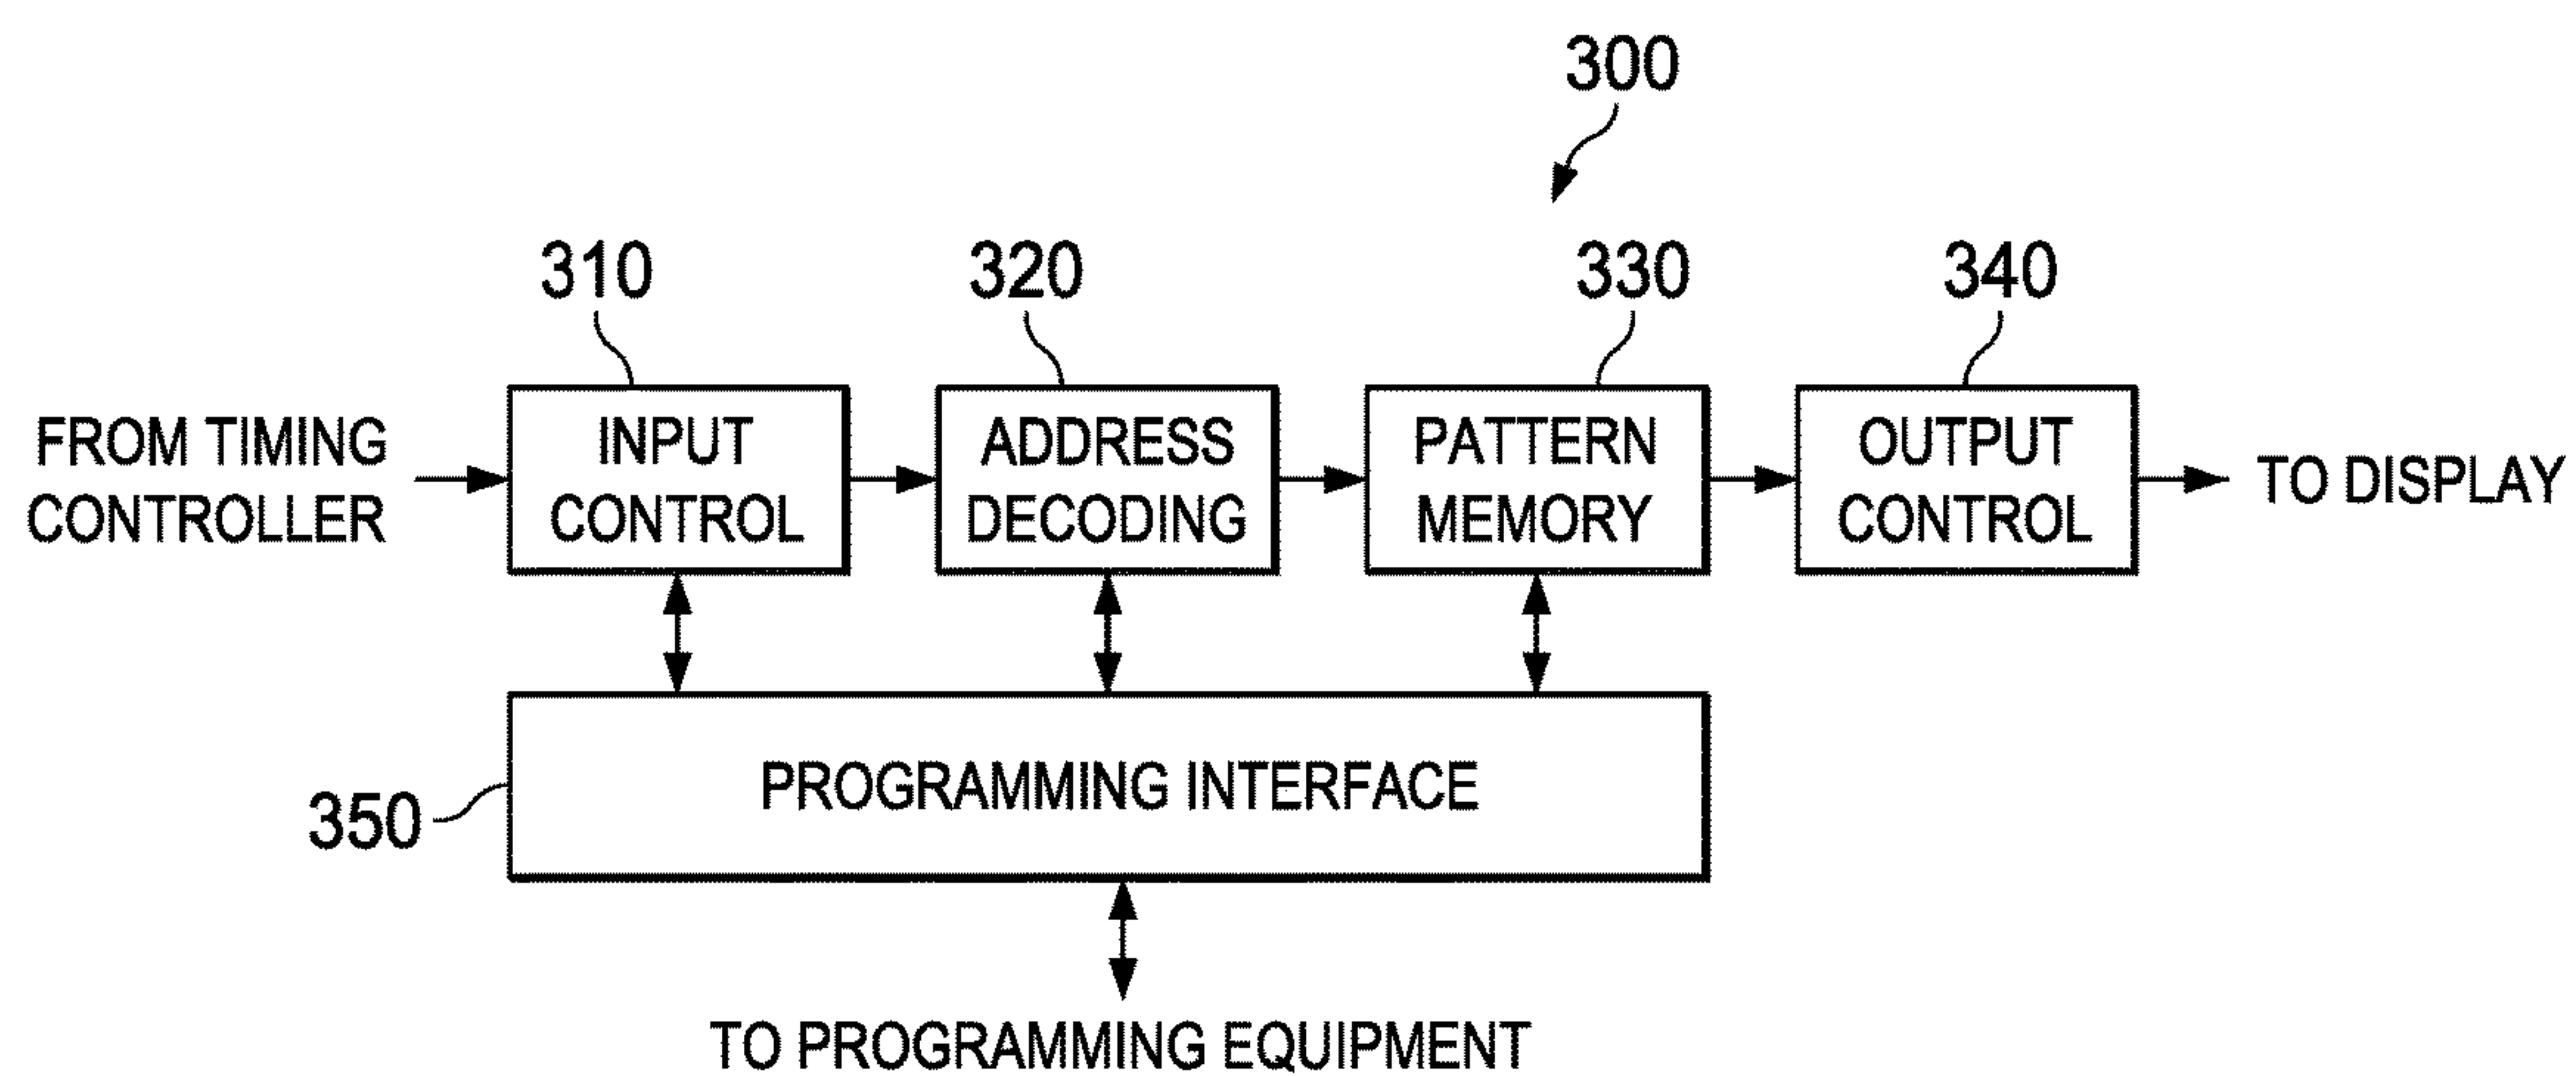 300
310
320
330
340
FROM TIMING
CONTROLLER
INPUT
CONTROL
ADDRESS
DECODING
PATTERN
MEMORY
OUTPUT
CONTROL
TO DISPLAY
350
PROGRAMMING INTERFACE
TO PROGRAMMING EQUIPMENT